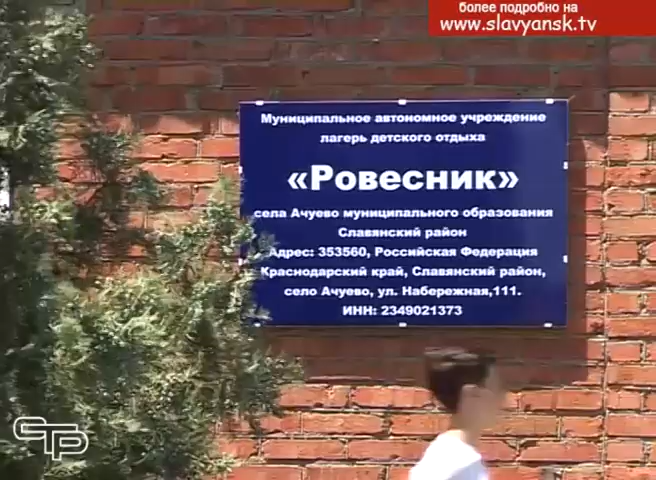 более подробно на
www.slavyansk.tv
Муниципальное автономное учреждение
лагерь детского отдыха
«Ровесник»
села Ачуево муниципального образования
Славянский район
Адрес: 353560, Российская Федерация
Краснодарский край, Славянский район,
село Ачуево, ул. Набережная,111.
ИНН: 2349021373
СТР